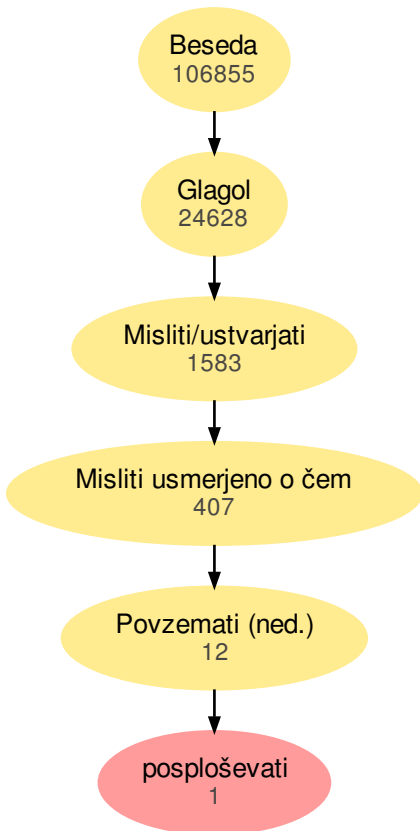 Beseda
106855
Glagol
24628
Misliti/ustvarjati
1583
Misliti usmerjeno o čem
407
Povzemati (ned.)
12
posploševati
1